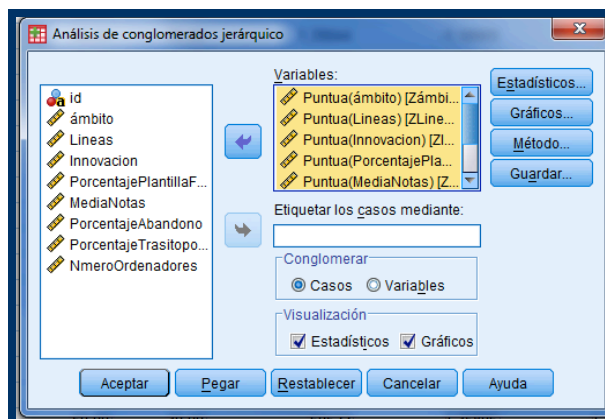 Análisis de conglomerados jerárquico
id
ámbito
Lineas
Innovacion
PorcentajePlantillaF...
MediaNotas
PorcentajeAbandono
PorcentajeTrasitopo...
NmeroOrdenadores
Variables:
Puntua(ámbito) [Zámbi...
Puntua(Lineas) [ZLine...
Puntua(Innovacion) [ZI...
Puntua(PorcentajePla...
Puntua(MediaNotas) [Z...
Etiquetar los casos mediante:
Conglomerar
Casos Variables
Visualización
Estadísticos Gráficos
Estadísticos...
Gráficos...
Método...
Guardar...
Aceptar Pegar Restablecer Cancelar Ayuda